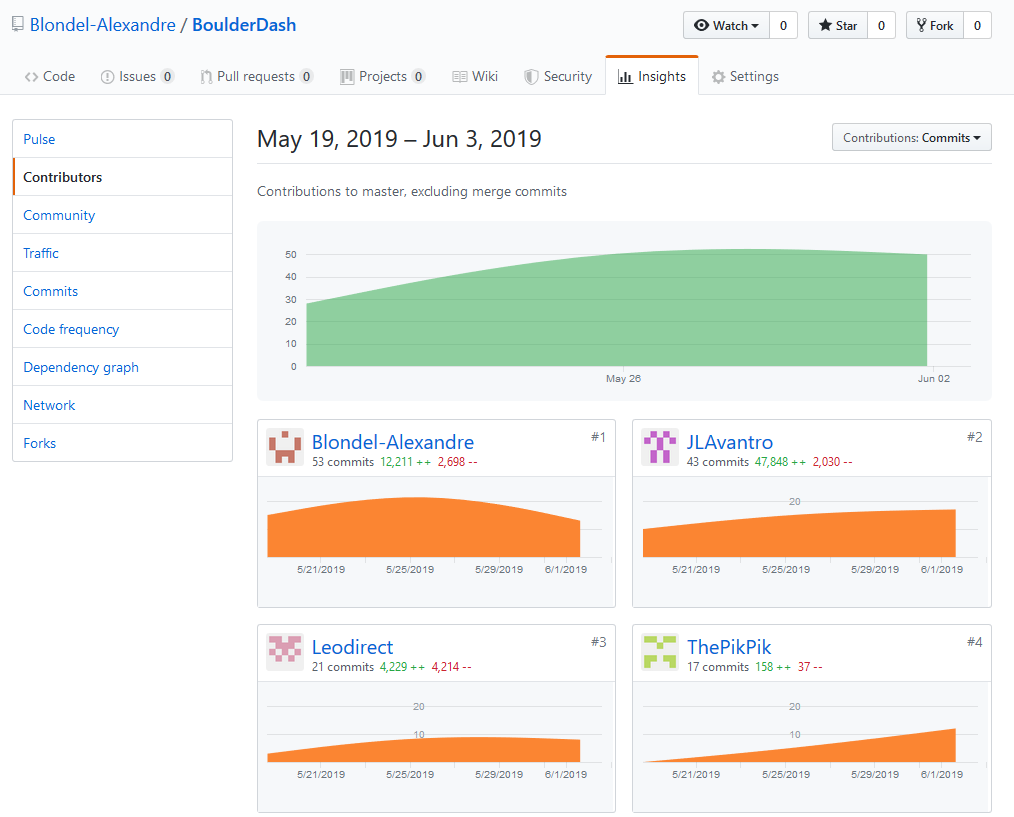 Blondel-Alexandre / BoulderDash
Watch 0 Star 0 Fork 0
Code Issues 0 Pull requests 0 Projects 0 Wiki Security Insights Settings
Pulse
Contributors
Community
Traffic
Commits
Code frequency
Dependency graph
Network
Forks
May 19, 2019 – Jun 3, 2019
Contributions: Commits
Contributions to master, excluding merge commits
50
40
30
20
10
0
May 26 Jun 02
Blondel-Alexandre #1
53 commits 12,211 ++ 2,698 --
5/21/2019 5/25/2019 5/29/2019 6/1/2019
JLAvantro #2
43 commits 47,848 ++ 2,030 --
20
5/21/2019 5/25/2019 5/29/2019 6/1/2019
Leodirect #3
21 commits 4,229 ++ 4,214 --
20
10
5/21/2019 5/25/2019 5/29/2019 6/1/2019
ThePikPik #4
17 commits 158 ++ 37 --
20
10
5/21/2019 5/25/2019 5/29/2019 6/1/2019